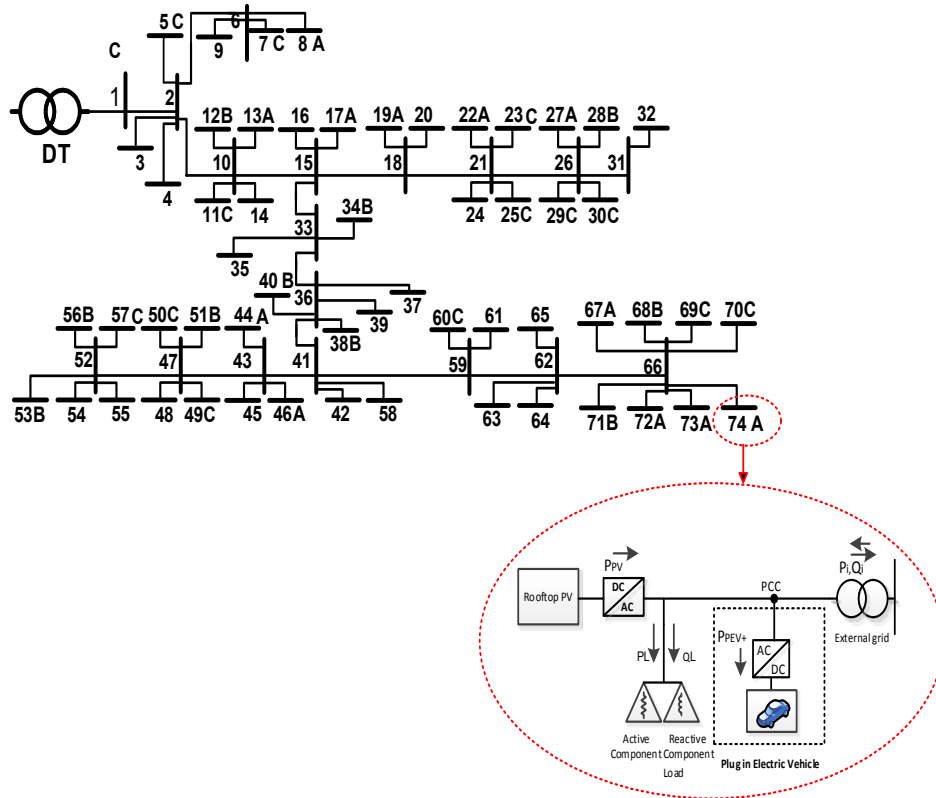 5 C
6
9
7 C
8 A
C
1
2
DT
3
4
12B
13A
16
17A
19A
20
22A
23 C
27A
28B
32
10
15
18
21
26
31
11C
14
24
25C
29C
30C
33
34B
35
40 B
36
37
39
38B
56B
57 C
50C
51B
44 A
41
60C
61
65
67A
68B
69C
70C
52
47
43
59
62
66
53B
54
55
48
49C
45
46A
42
58
63
64
71B
72A
73A
74 A
Rooftop PV
PPV
DC
AC
PCC
Pi,Qi
External grid
PL
QL
PPEV+
AC
DC
Active Component
Reactive Component
Load
Plug in Electric Vehicle